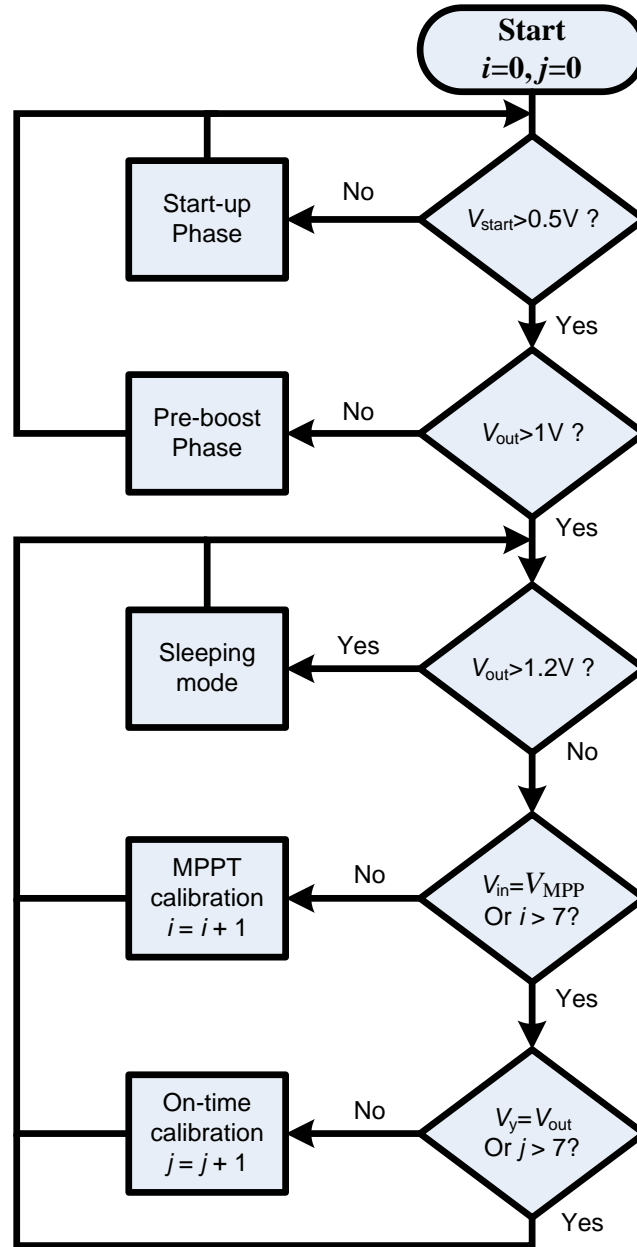 Start
i=0, j=0
No
Start-up
Phase
Vstart>0.5V ?
Yes
No
Pre-boost
Phase
Vout>1V ?
Yes
Yes
Sleeping
mode
Vout>1.2V ?
No
No
MPPT
calibration
i = i + 1
Vin=VMPP
Or i > 7?
Yes
No
On-time
calibration
j = j + 1
Vy=Vout
Or j > 7?
Yes